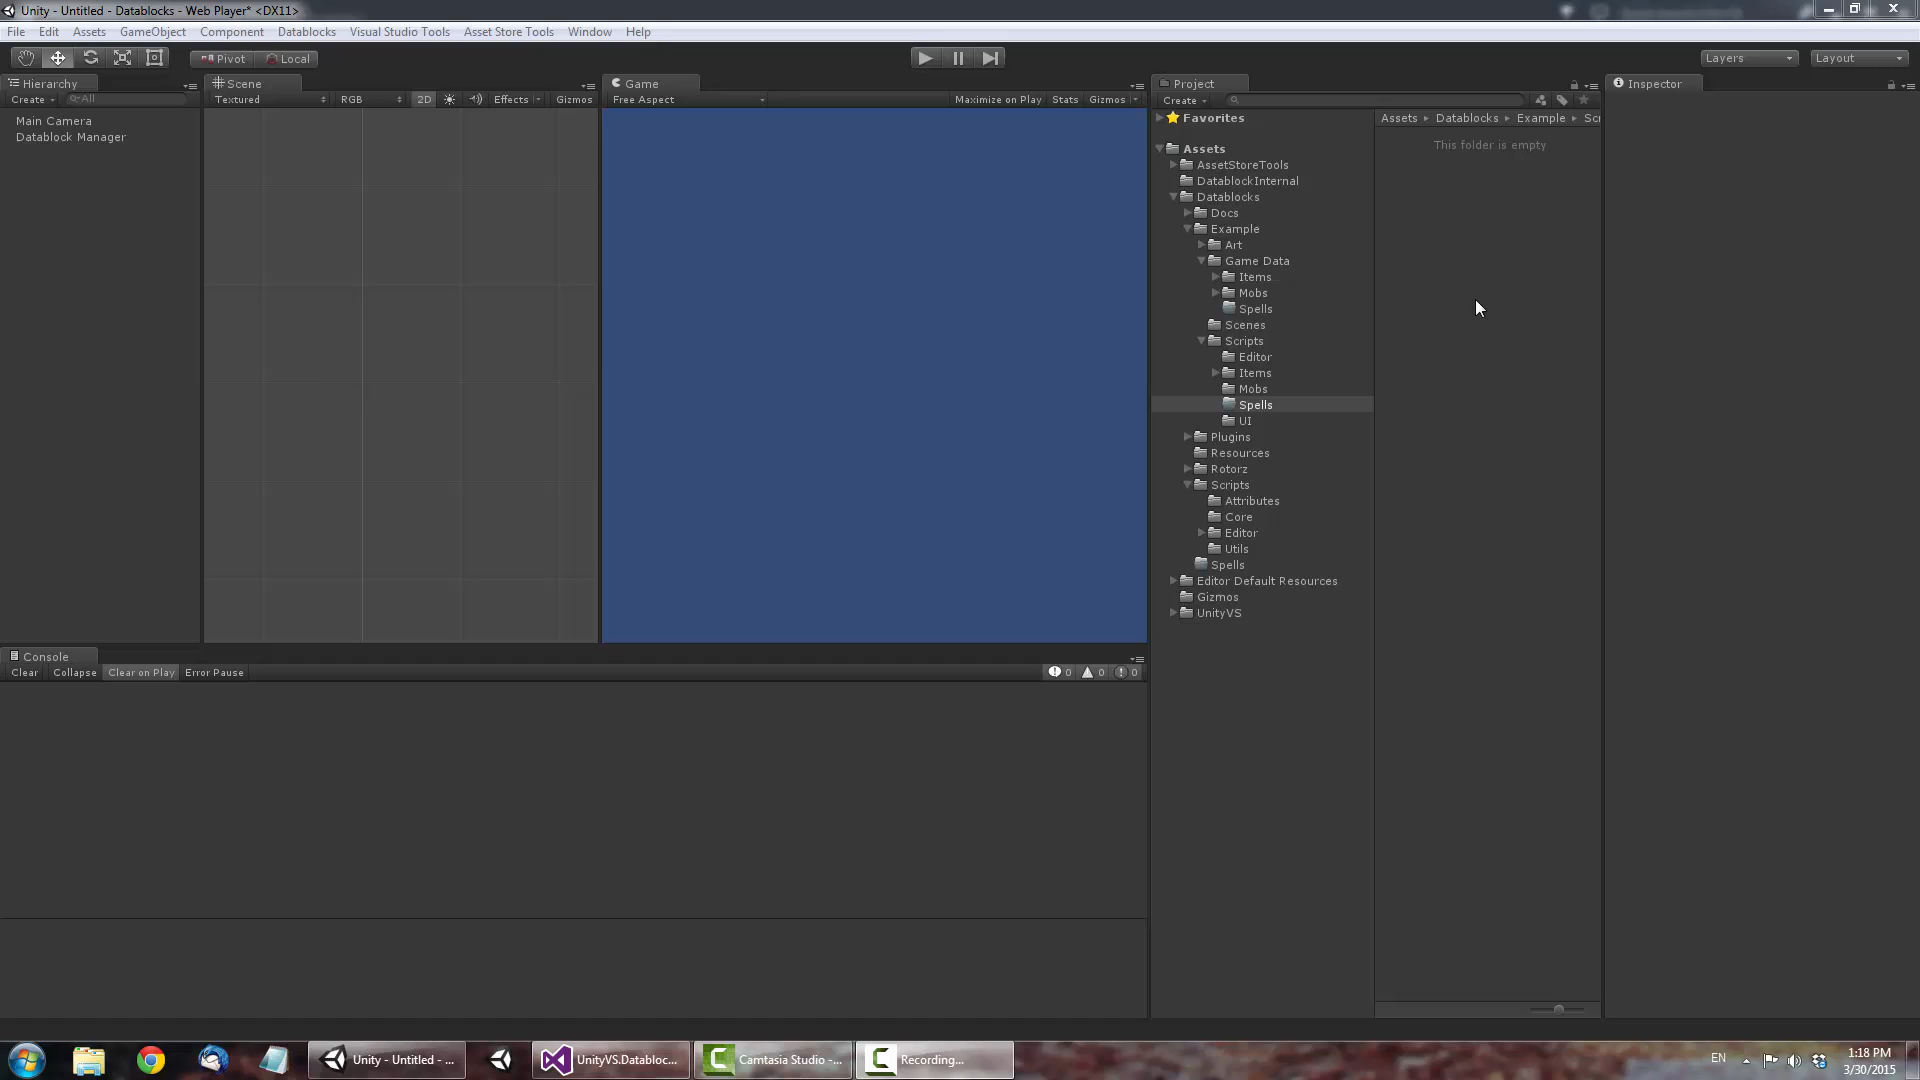 Unity - Untitled - Datablocks - Web Player* <DX11>
File Edit Assets GameObject Component Datablocks Visual Studio Tools Asset Store Tools Window Help
Pivot Local Layers Layout
Hierarchy
Create All
Main Camera
Datablock Manager
Scene
Textured RGB 2D Effects Gizmos
Game
Free Aspect Maximize on Play Stats Gizmos
Project
Create
Favorites
Assets
AssetStoreTools
DatablockInternal
Datablocks
Docs
Example
Art
Game Data
Items
Mobs
Spells
Scenes
Scripts
Editor
Items
Mobs
Spells
UI
Plugins
Resources
Rotorz
Scripts
Attributes
Core
Editor
Utils
Spells
Editor Default Resources
Gizmos
UnityVS
Assets Datablocks Example Scr
This folder is empty
Inspector
Console
Clear Collapse Clear on Play Error Pause 0 0 0
Unity - Untitled - ... UnityVS.Databloc... Camtasia Studio -... Recording... EN 1:18 PM
3/30/2015